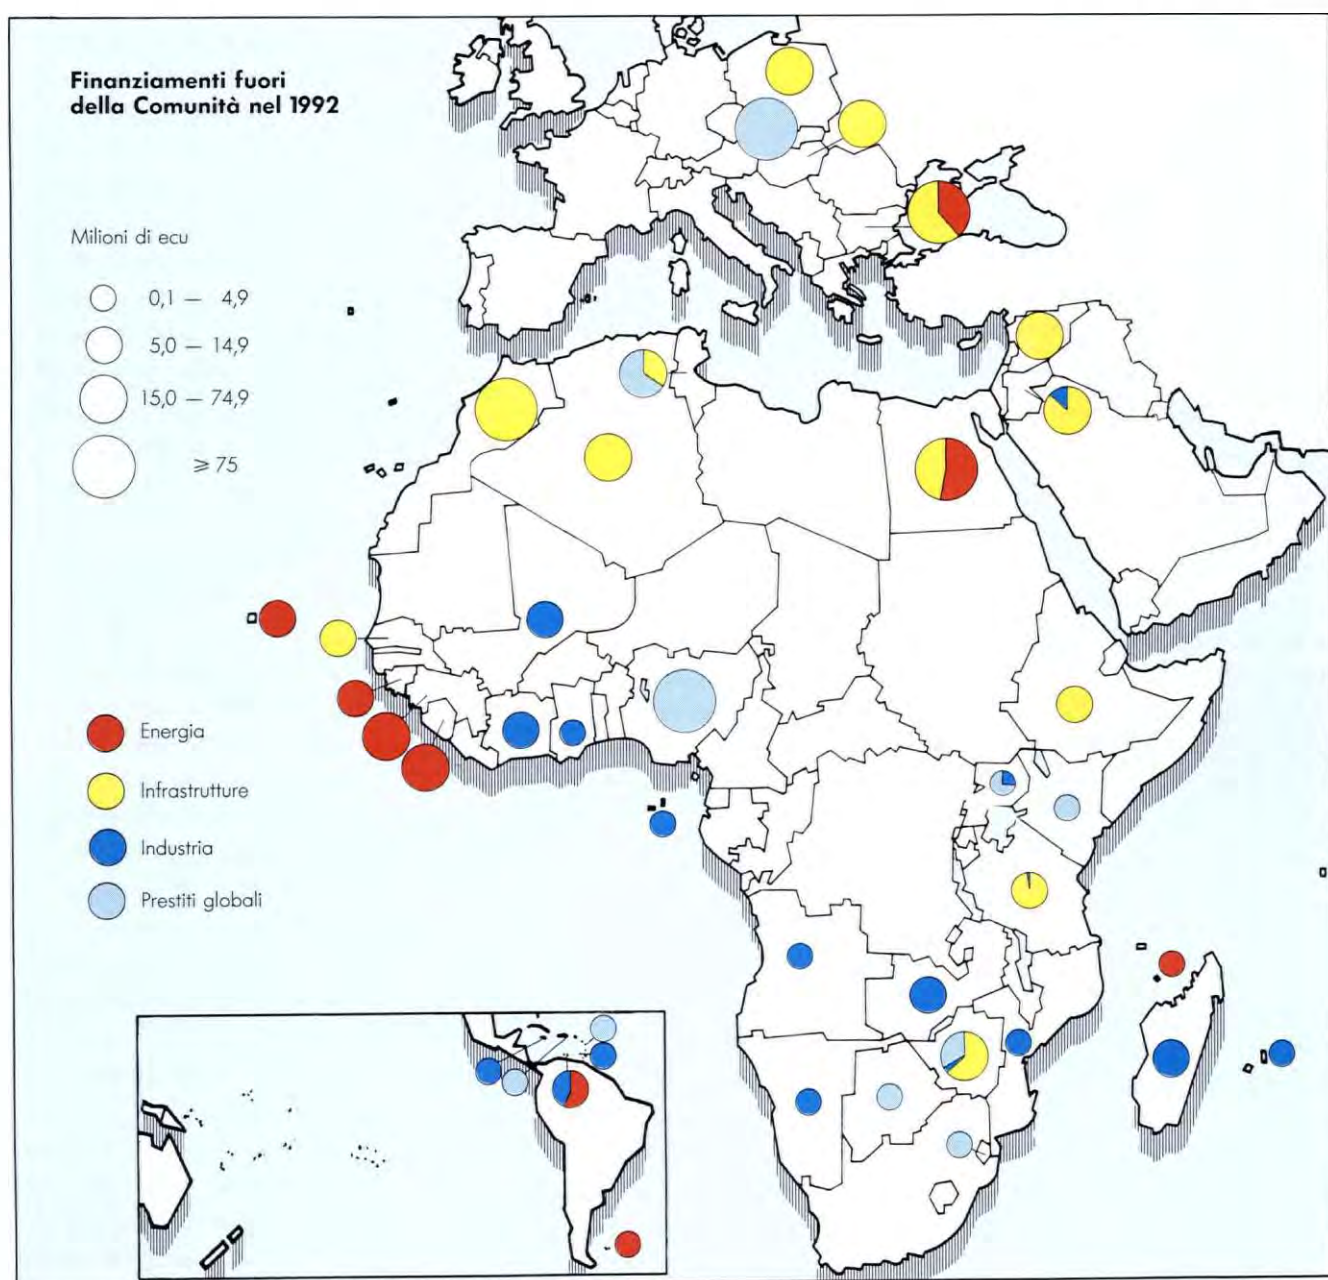 Finanziamenti fuori
della Comunità nel 1992
Milioni di ecu
0,1 — 4,9
5,0 — 14,9
15,0 — 74,9
⩾ 75
Energia
Infrastrutture
Industria
Prestiti globali